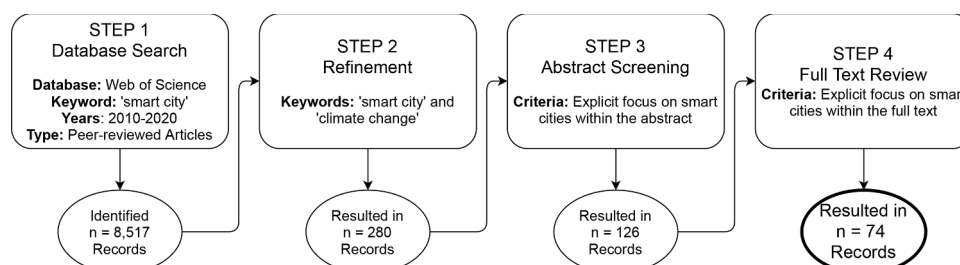 STEP 1
Database Search
Database: Web of Science
Keyword: 'smart city'
Years: 2010-2020
Type: Peer-reviewed Articles
Identified
n = 8,517
Records
STEP 2
Refinement
Keywords: 'smart city' and
'climate change'
Resulted in
n = 280
Records
STEP 3
Abstract Screening
Criteria: Explicit focus on smart
cities within the abstract
Resulted in
n = 126
Records
STEP 4
Full Text Review
Criteria: Explicit focus on smart
cities within the full text
Resulted in
n = 74
Records